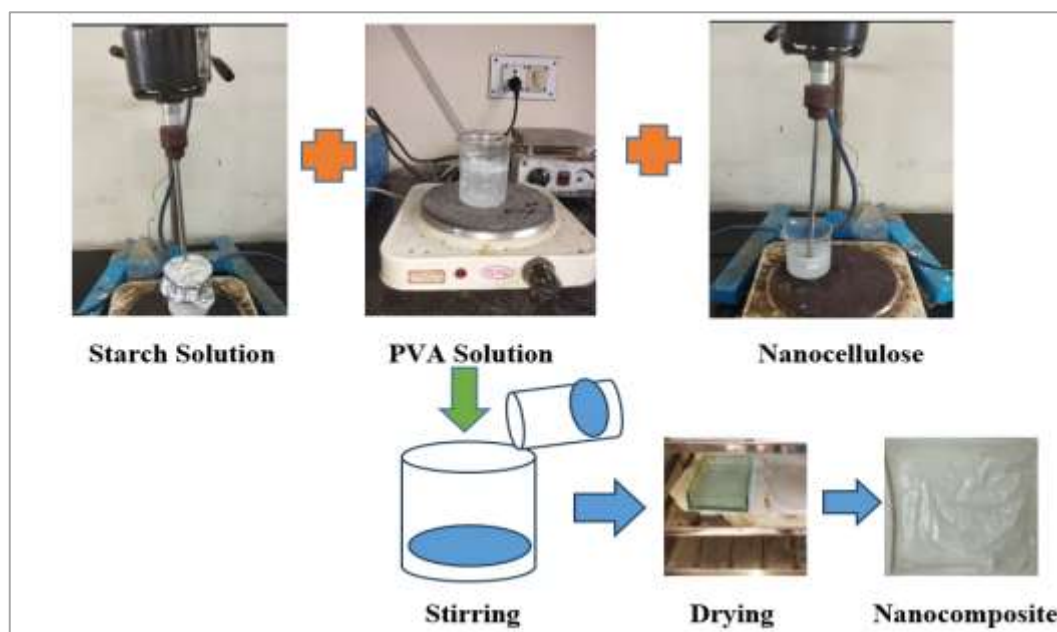 Starch Solution
PVA Solution
Nanocellulose
Stirring
Drying
Nanocomposite